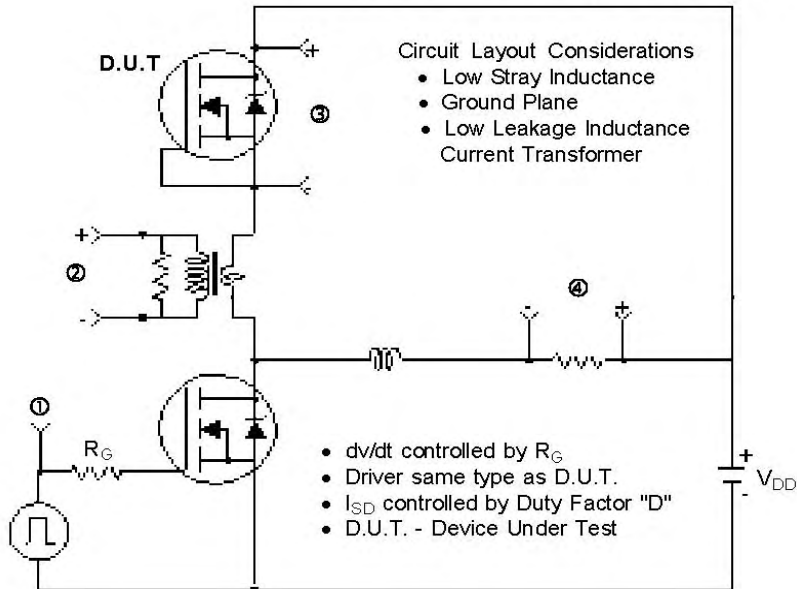 D.U.T
+
-
③
Circuit Layout Considerations
• Low Stray Inductance
• Ground Plane
• Low Leakage Inductance
Current Transformer
+
②
-
④
- +
①
R_G
• dv/dt controlled by R_G
• Driver same type as D.U.T.
• I_SD controlled by Duty Factor "D"
• D.U.T. - Device Under Test
+
V_DD
-